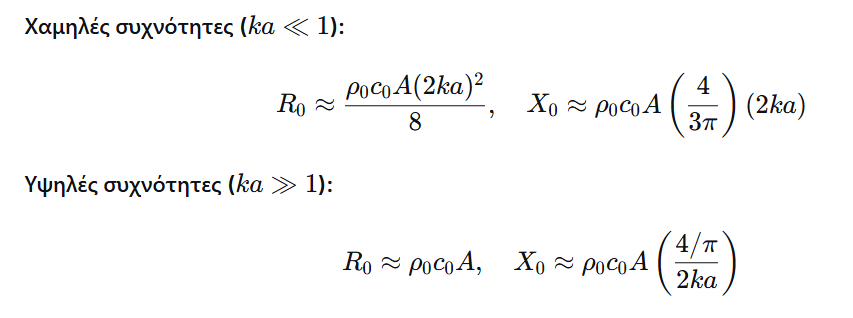 Χαμηλές συχνότητες (ka ≪ 1):
R₀ ≈ ρ₀c₀A(2ka)²/8, X₀ ≈ ρ₀c₀A (4/3π) (2ka)
Υψηλές συχνότητες (ka ≫ 1):
R₀ ≈ ρ₀c₀A, X₀ ≈ ρ₀c₀A ((4/π)/2ka)